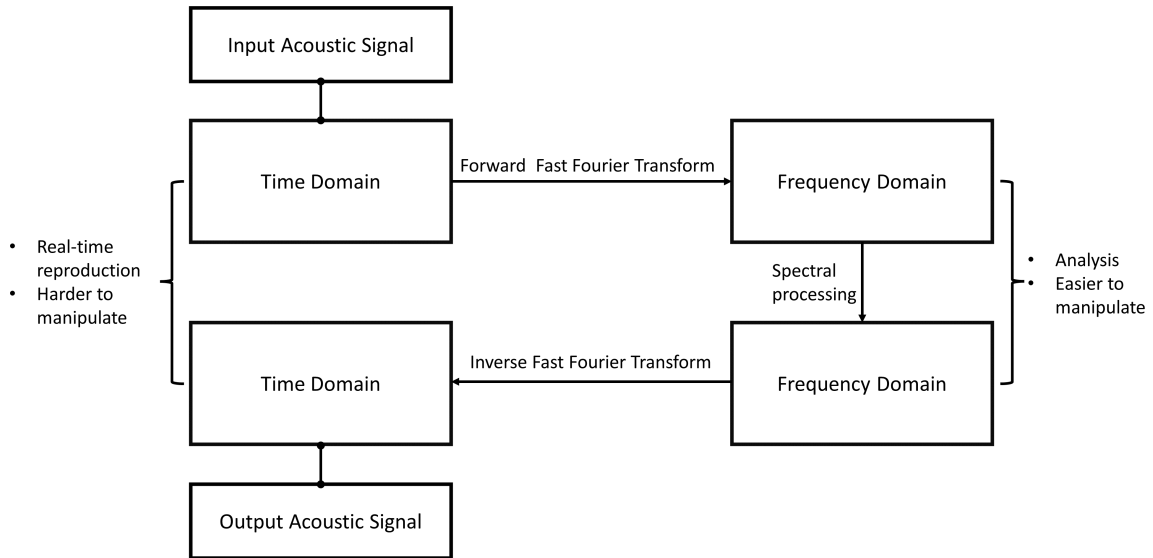 Input Acoustic Signal
Time Domain
Forward Fast Fourier Transform
Frequency Domain
• Real-time
reproduction
• Harder to
manipulate
Spectral
processing
• Analysis
• Easier to
manipulate
Time Domain
Inverse Fast Fourier Transform
Frequency Domain
Output Acoustic Signal